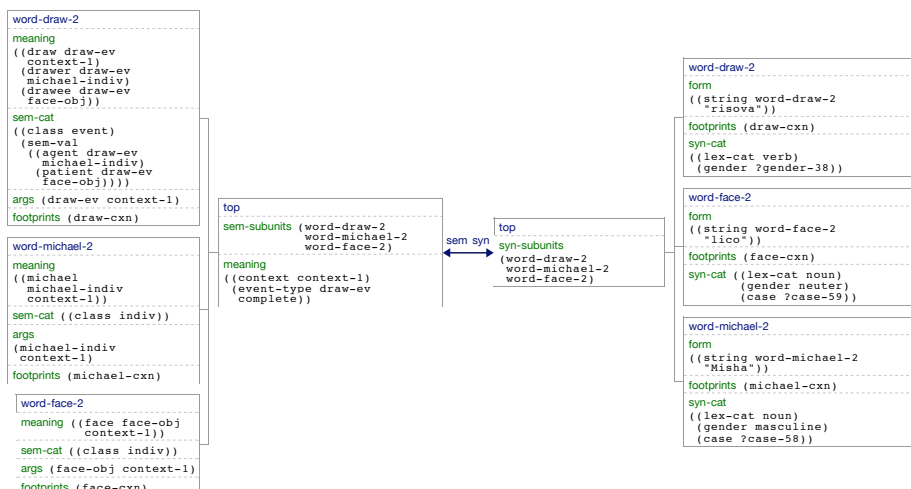 word-draw-2
meaning
((draw draw-ev
context-1)
(drawer draw-ev
michael-indiv)
(drawee draw-ev
face-obj))
sem-cat
((class event)
(sem-val
((agent draw-ev
michael-indiv)
(patient draw-ev
face-obj))))
args (draw-ev context-1)
footprints (draw-cxn)
word-michael-2
meaning
((michael
michael-indiv
context-1))
sem-cat ((class indiv))
args
(michael-indiv
context-1)
footprints (michael-cxn)
word-face-2
meaning ((face face-obj
context-1))
sem-cat ((class indiv))
args (face-obj context-1)
footprints (face-cxn)
top
sem-subunits (word-draw-2
word-michael-2
word-face-2)
meaning
((context context-1)
(event-type draw-ev
complete))
sem syn
top
syn-subunits
(word-draw-2
word-michael-2
word-face-2)
word-draw-2
form
((string word-draw-2
"risova"))
footprints (draw-cxn)
syn-cat
((lex-cat verb)
(gender ?gender-38))
word-face-2
form
((string word-face-2
"lico"))
footprints (face-cxn)
syn-cat ((lex-cat noun)
(gender neuter)
(case ?case-59))
word-michael-2
form
((string word-michael-2
"Misha"))
footprints (michael-cxn)
syn-cat
((lex-cat noun)
(gender masculine)
(case ?case-58))